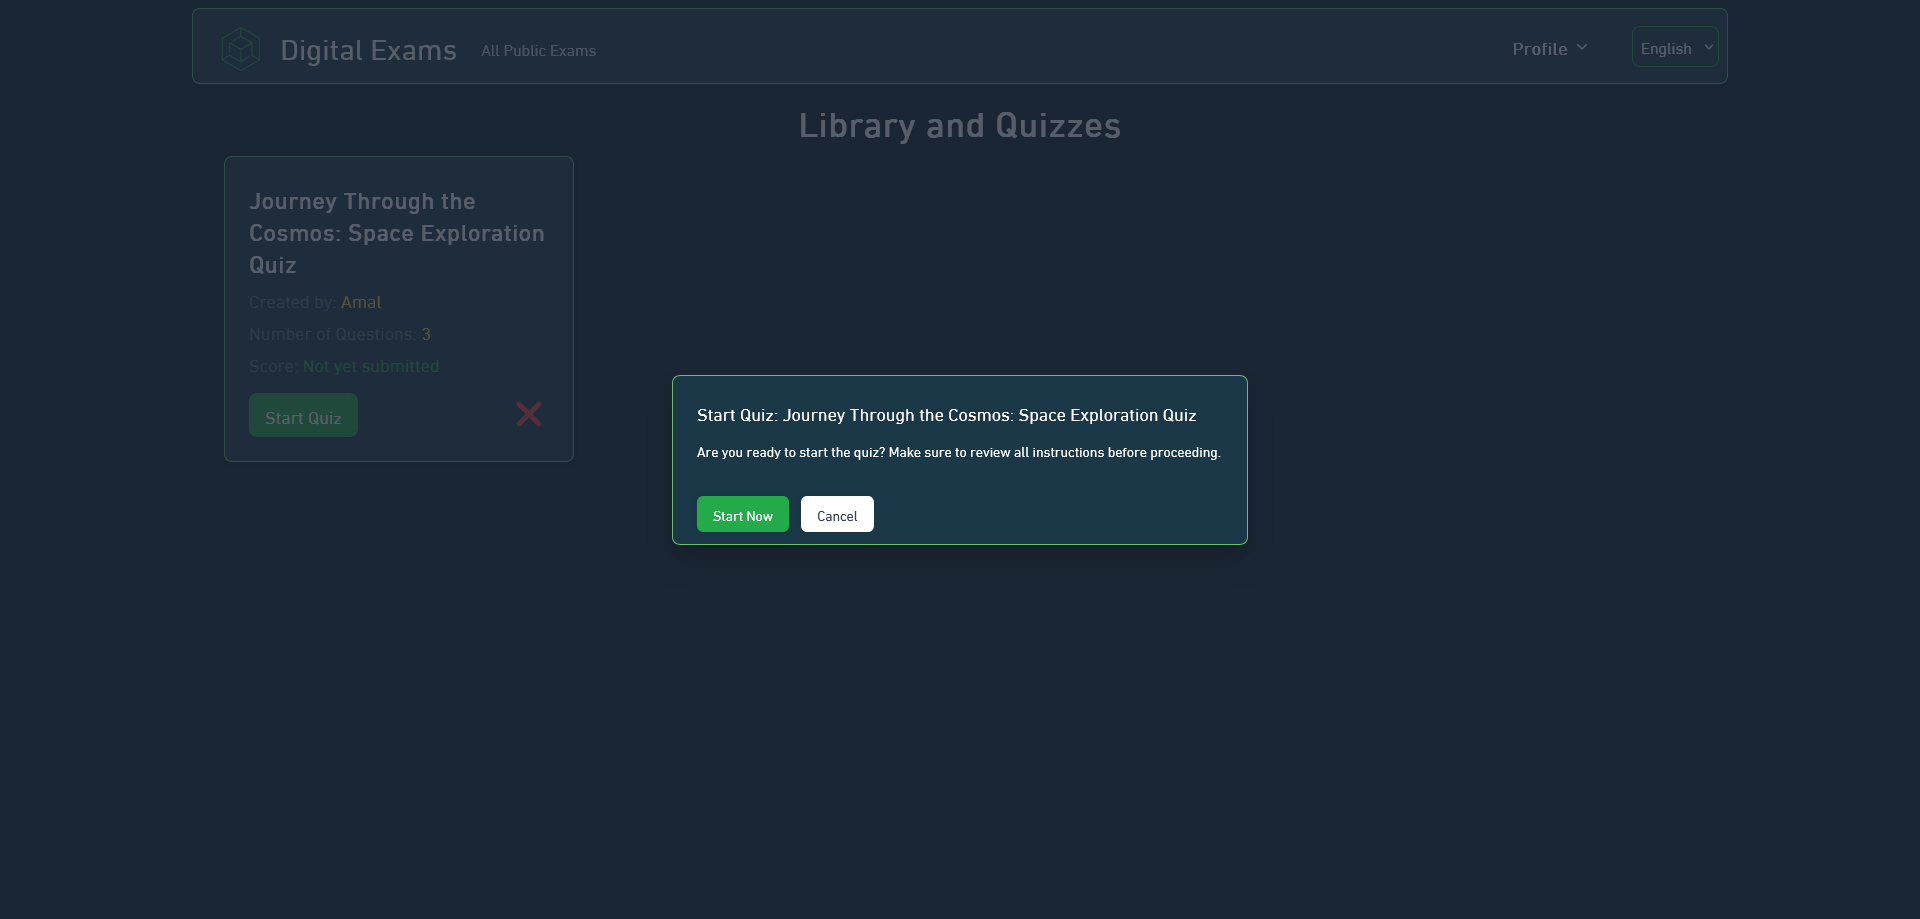 Digital Exams
All Public Exams
Profile
English
Library and Quizzes
Journey Through the
Cosmos: Space Exploration
Quiz
Created by: Amal
Number of Questions: 3
Score: Not yet submitted
Start Quiz
Start Quiz: Journey Through the Cosmos: Space Exploration Quiz
Are you ready to start the quiz? Make sure to review all instructions before proceeding.
Start Now
Cancel